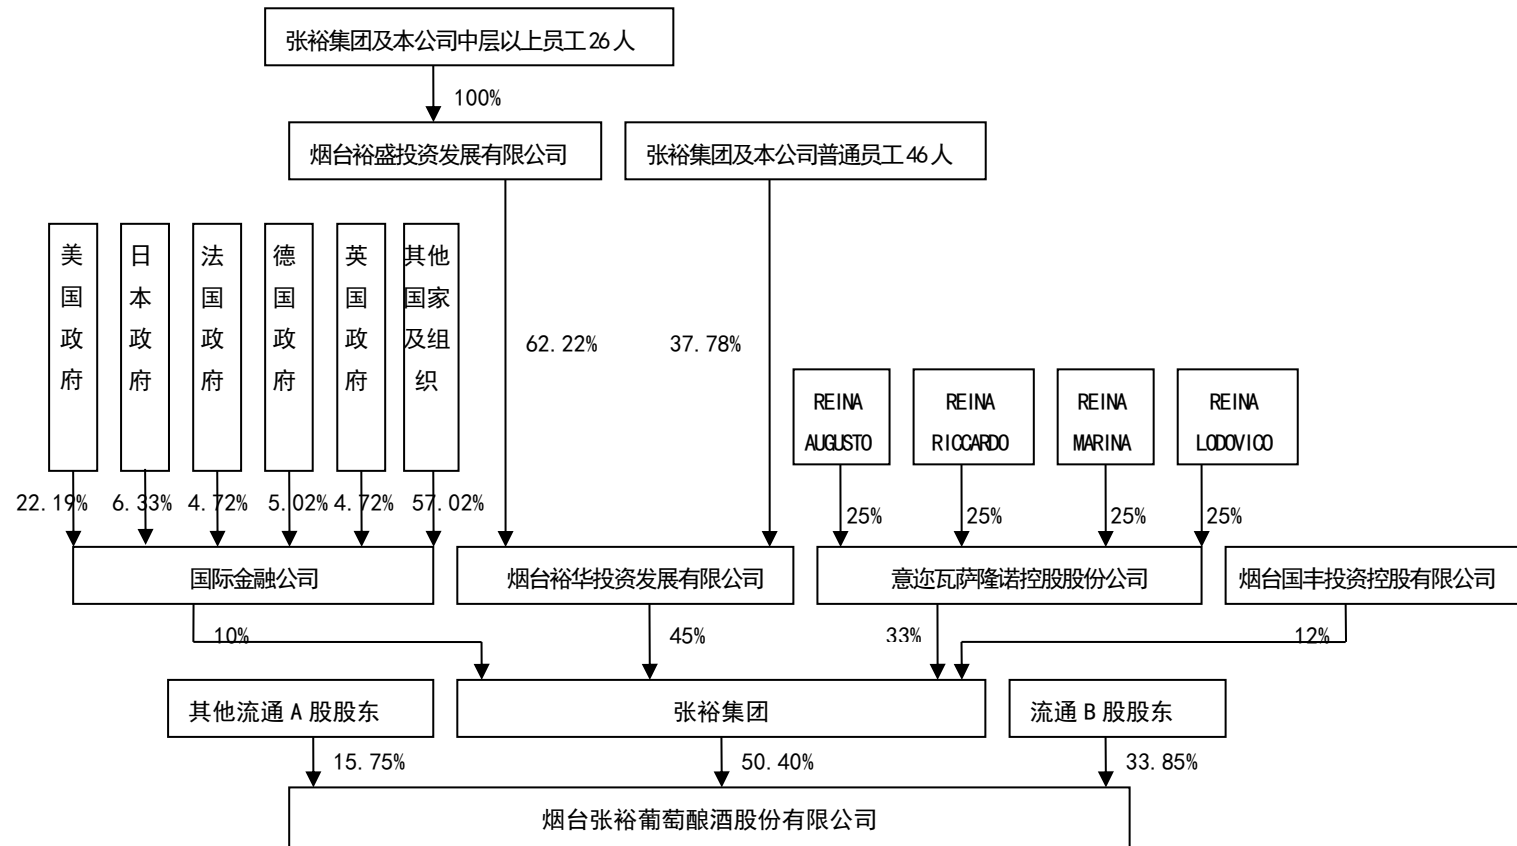 张裕集团及本公司中层以上员工26人
100%
烟台裕盛投资发展有限公司
张裕集团及本公司普通员工46人
美国政府
日本政府
法国政府
德国政府
英国政府
其他国家及组织
62.22%
37.78%
REINA
AUGUSTO
REINA
RICCARDO
REINA
MARINA
REINA
LODOVICO
22.19%
6.33%
4.72%
5.02%
4.72%
57.02%
25%
25%
25%
25%
国际金融公司
烟台裕华投资发展有限公司
意迩瓦萨隆诺控股股份公司
烟台国丰投资控股有限公司
10%
45%
33%
12%
其他流通A股股东
张裕集团
流通B股股东
15.75%
50.40%
33.85%
烟台张裕葡萄酿酒股份有限公司